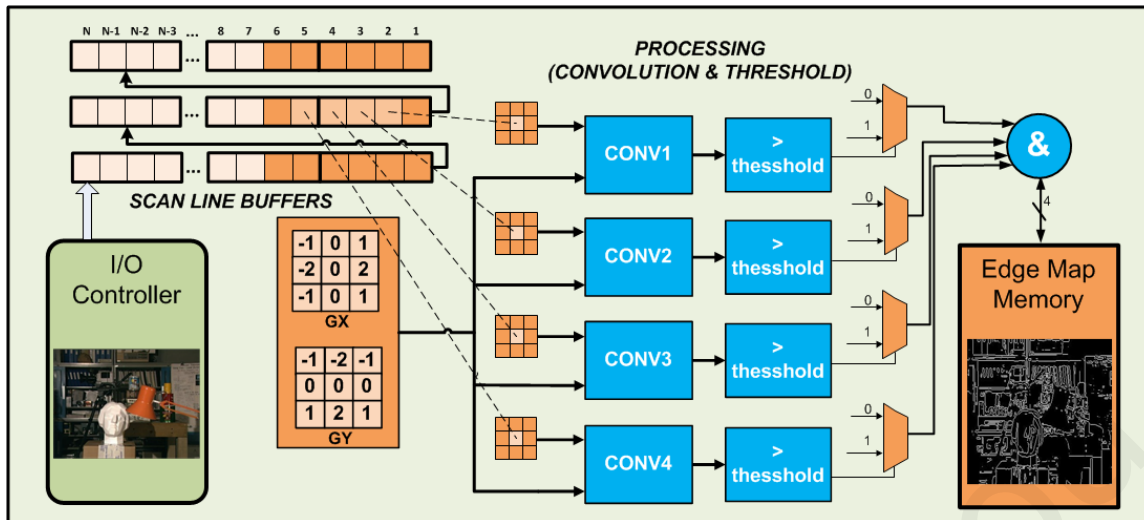 N N-1 N-2 N-3 ... 8 7 6 5 4 3 2 1
...
...
...
SCAN LINE BUFFERS
PROCESSING
(CONVOLUTION & THRESHOLD)
I/O
Controller
-1 0 1
-2 0 2
-1 0 1
GX
-1 -2 -1
0 0 0
1 2 1
GY
CONV1
>
thesshold
0
1
CONV2
>
thesshold
0
1
CONV3
>
thesshold
0
1
CONV4
>
thesshold
0
1
&
4
Edge Map
Memory